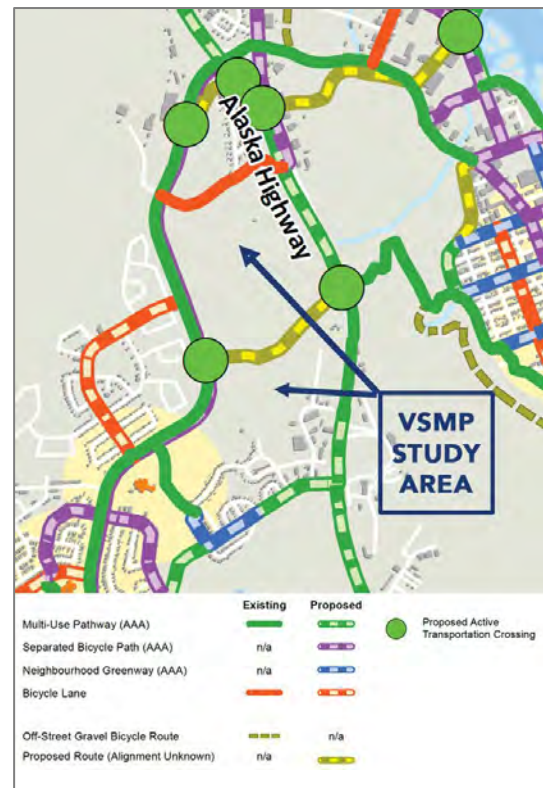 Alaska Highway
VSMP
STUDY
AREA
Existing Proposed
Multi-Use Pathway (AAA)
Separated Bicycle Path (AAA) n/a
Neighbourhood Greenway (AAA) n/a
Bicycle Lane
Off-Street Gravel Bicycle Route n/a
Proposed Route (Alignment Unknown) n/a
Proposed Active
Transportation Crossing